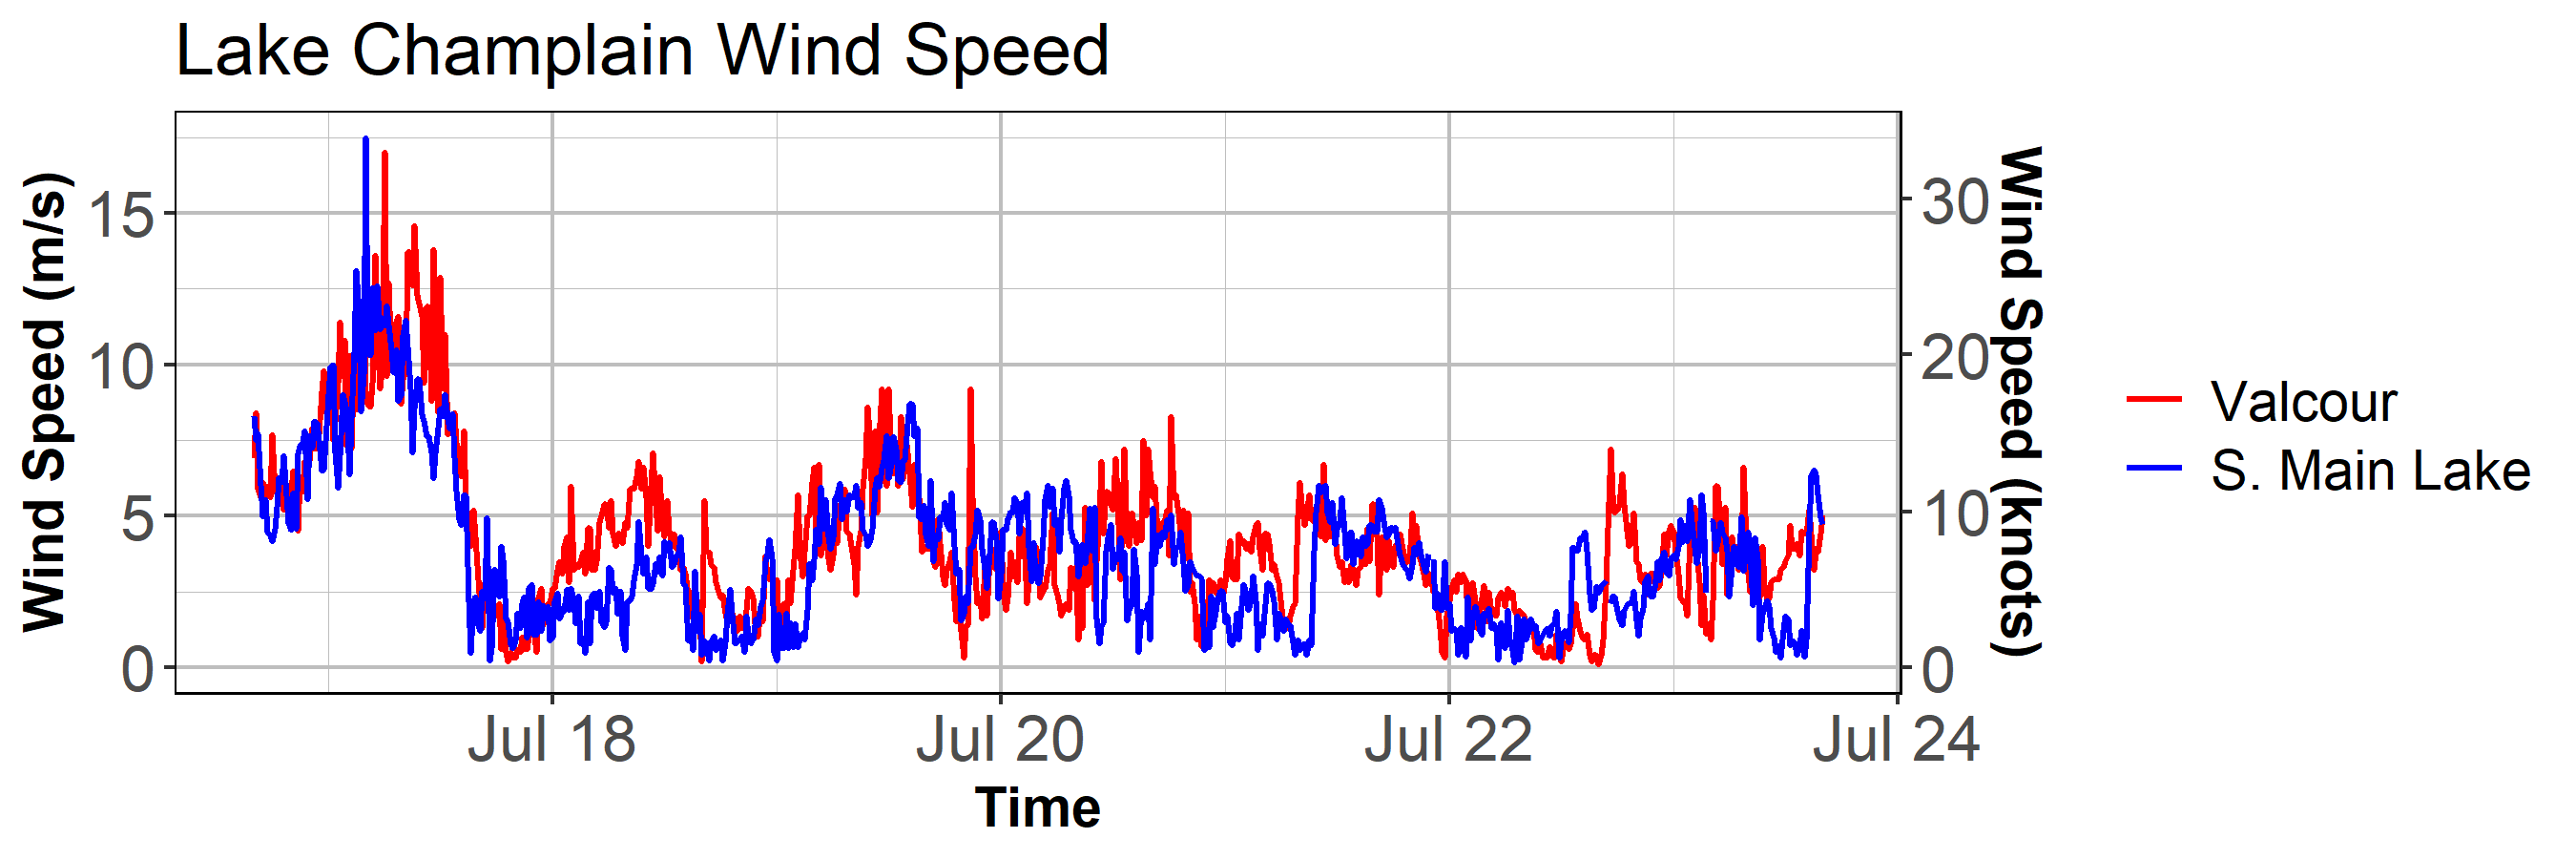 Lake Champlain Wind Speed
Wind Speed (m/s)
15
10
5
0
30
20
10
0
Wind Speed (knots)
Valcour
S. Main Lake
Jul 18
Jul 20
Jul 22
Jul 24
Time